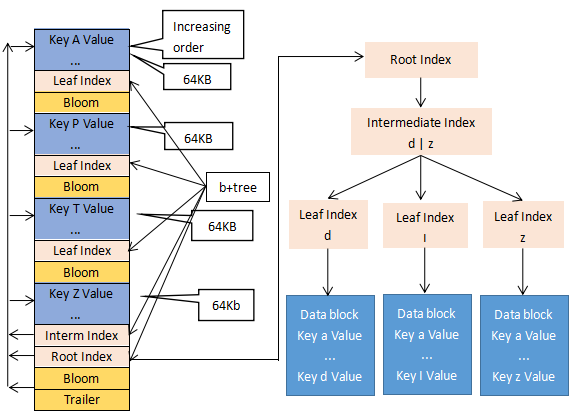 Key A Value
...
Leaf Index
Bloom
Key P Value
...
Leaf Index
Bloom
Key T Value
...
Leaf Index
Bloom
Key Z Value
...
Interm Index
Root Index
Bloom
Trailer
Increasing
order
64KB
64KB
b+tree
64KB
64Kb
Root Index
Intermediate Index
d | z
Leaf Index
d
Leaf Index
I
Leaf Index
z
Data block
Key a Value
...
Key d Value
Data block
Key a Value
...
Key I Value
Data block
Key a Value
...
Key z Value